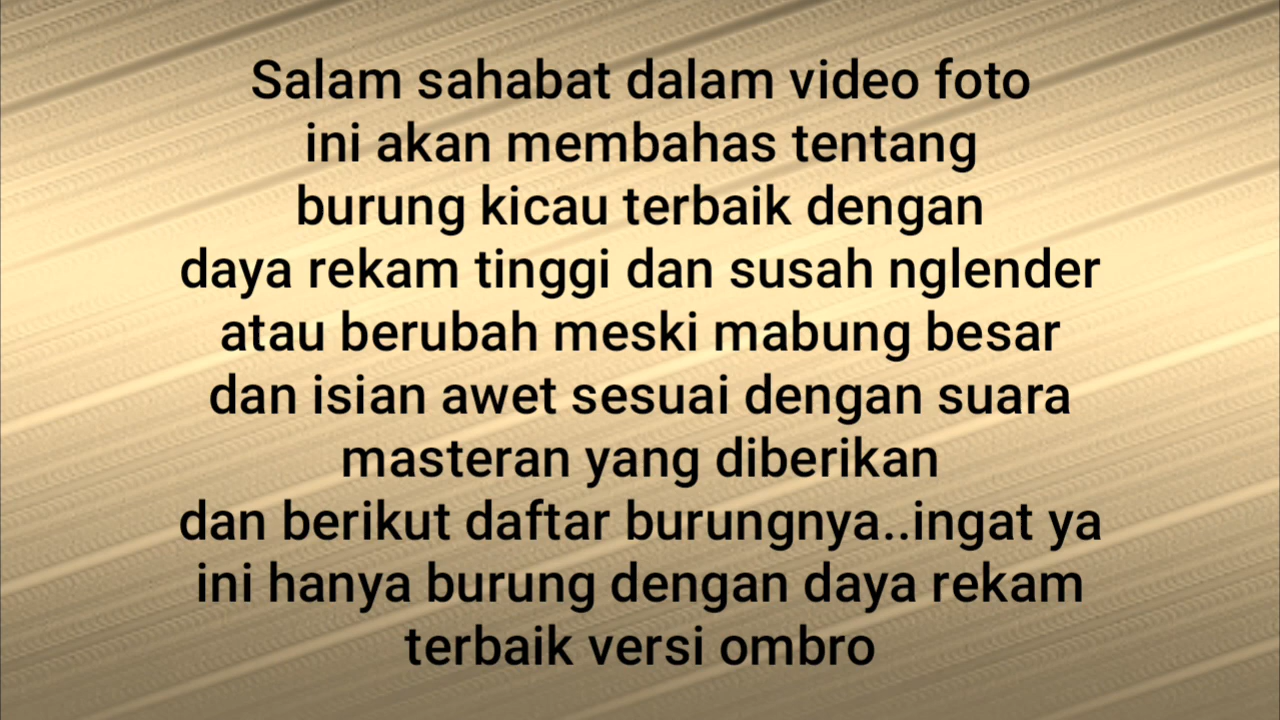 Salam sahabat dalam video foto
ini akan membahas tentang
burung kicau terbaik dengan
daya rekam tinggi dan susah nglender
atau berubah meski mabung besar
dan isian awet sesuai dengan suara
masteran yang diberikan
dan berikut daftar burungnya..ingat ya
ini hanya burung dengan daya rekam
terbaik versi ombro